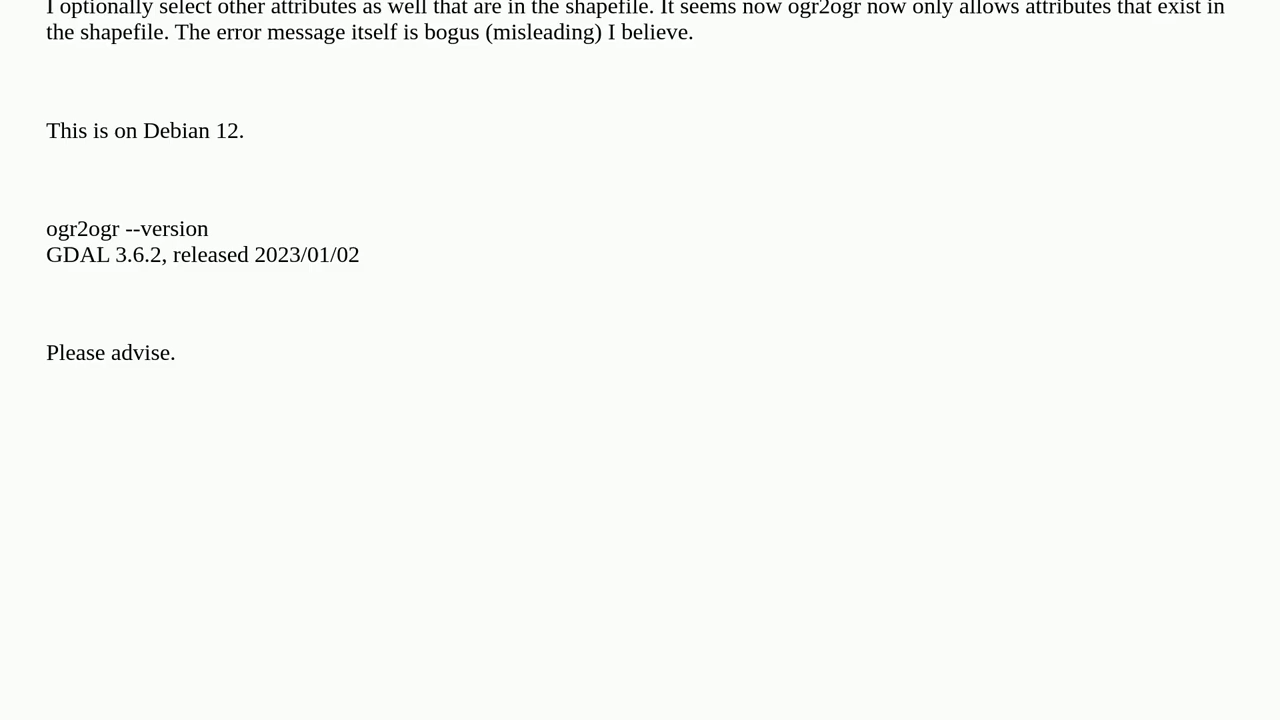 I optionally select other attributes as well that are in the shapefile. It seems now ogr2ogr now only allows attributes that exist in
the shapefile. The error message itself is bogus (misleading) I believe.
This is on Debian 12.
ogr2ogr --version
GDAL 3.6.2, released 2023/01/02
Please advise.